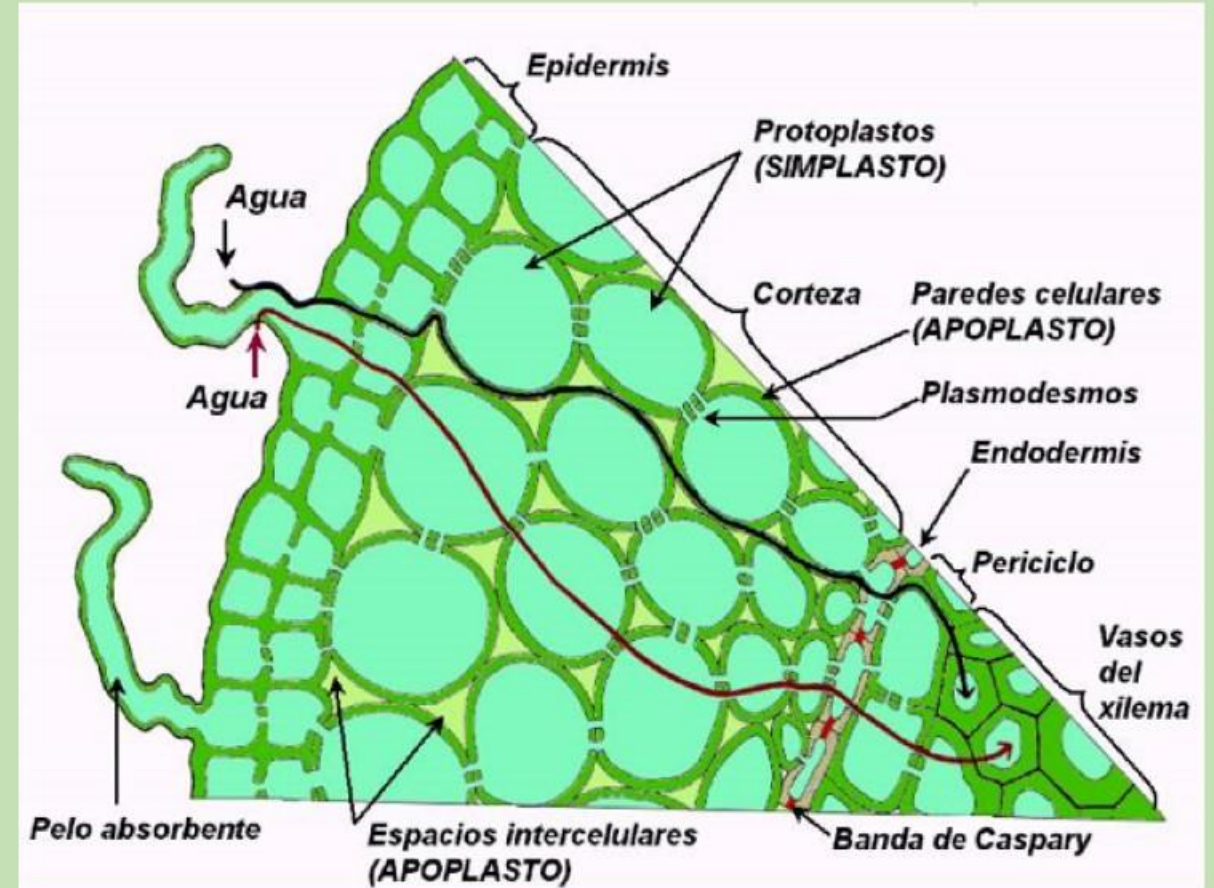 Epidermis
Protoplastos
(SIMPLASTO)
Agua
Corteza
Paredes celulares
(APOPLASTO)
Plasmodesmos
Agua
Endodermis
Periciclo
Vasos
del
xilema
Pelo absorbente
Espacios intercelulares
(APOPLASTO)
Banda de Caspary